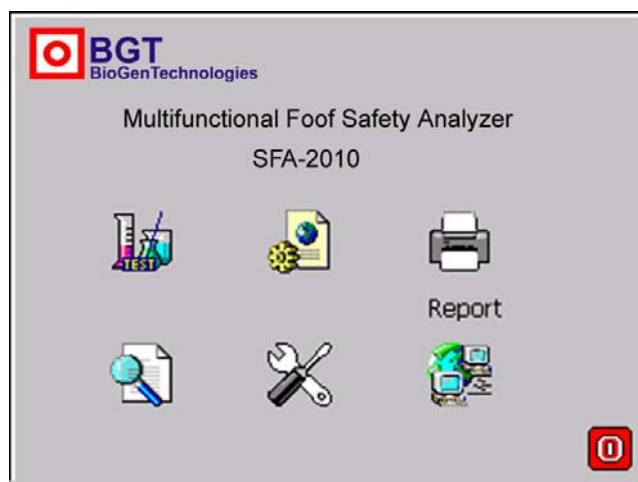 BGT
BioGenTechnologies
Multifunctional Foof Safety Analyzer
SFA-2010
TEST
Report